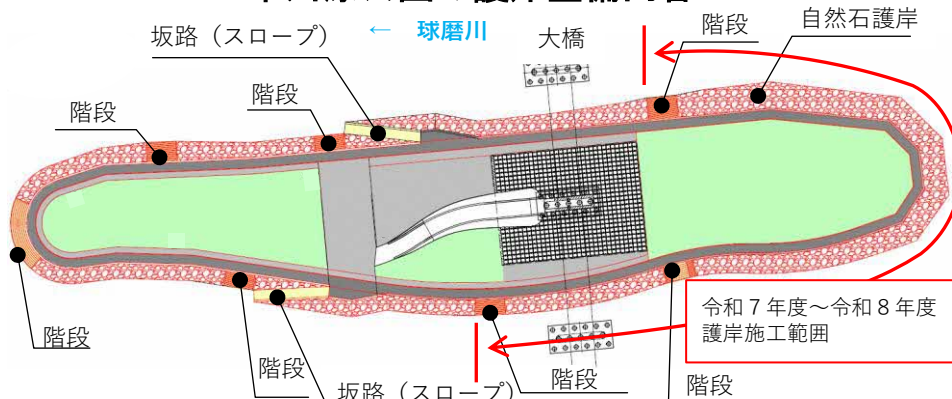 坂路（スロープ）
← 球磨川
大橋
階段
自然石護岸
階段
階段
階段
階段
坂路（スロープ）
階段
階段
令和７年度～令和８年度
護岸施工範囲